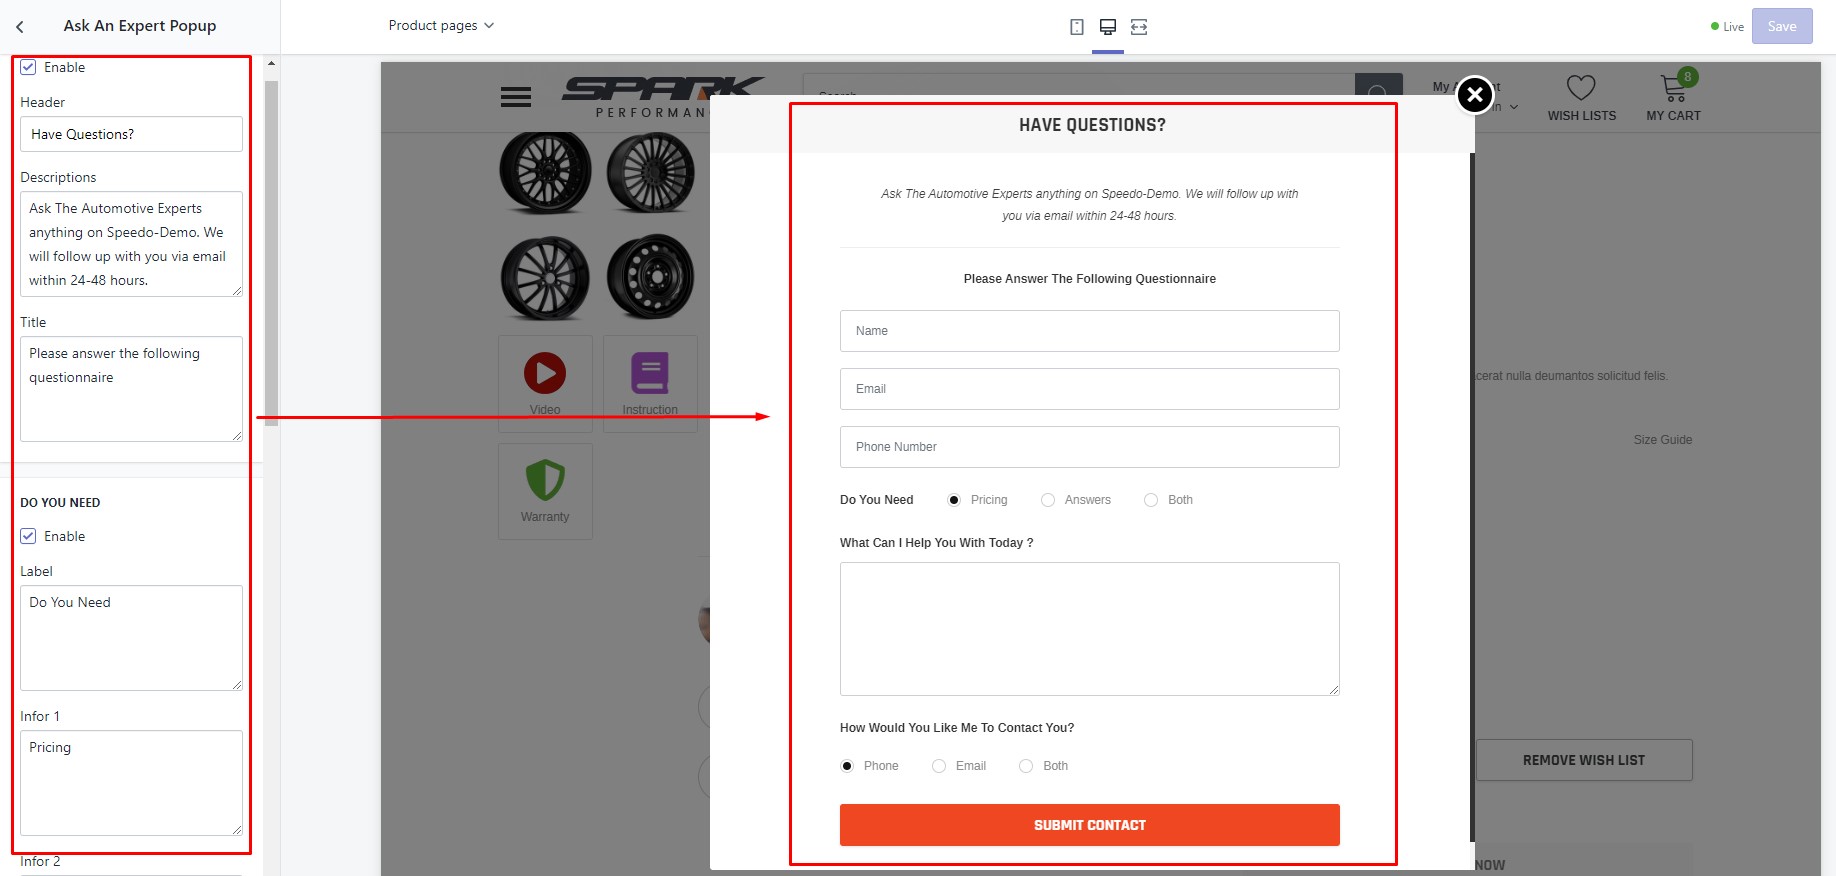 Ask An Expert Popup
Product pages
Live
Save
Enable
Header
Have Questions?
Descriptions
Ask The Automotive Experts
anything on Speedo-Demo. We
will follow up with you via email
within 24-48 hours.
Title
Please answer the following
questionnaire
DO YOU NEED
Enable
Label
Do You Need
Infor 1
Pricing
Infor 2
SPARK
My
WISH LISTS
8
MY CART
Video
Instruction
Warranty
HAVE QUESTIONS?
Ask The Automotive Experts anything on Speedo-Demo. We will follow up with
you via email within 24-48 hours.
Please Answer The Following Questionnaire
Name
Email
Phone Number
Do You Need
Pricing
Answers
Both
What Can I Help You With Today ?
How Would You Like Me To Contact You?
Phone
Email
Both
SUBMIT CONTACT
nulla deumantos solicitud felis.
Size Guide
REMOVE WISH LIST
NOW